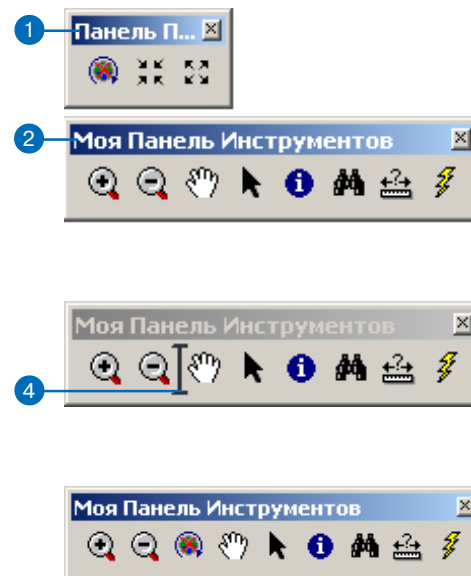 1
Панель П...
2
Моя Панель Инструментов
Моя Панель Инструментов
4
Моя Панель Инструментов